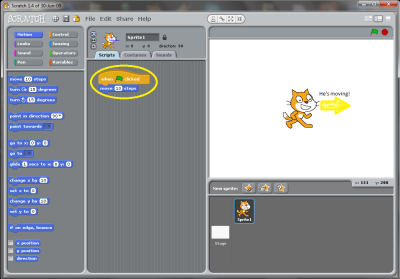 Scratch 1.4 of 30-Jun-09
SCRATCH
File Edit Share Help
Motion Control
Looks Sensing
Sound Operators
Pen Variables
move 10 steps
turn 15 degrees
turn 15 degrees
point in direction 90
point towards
go to x: 0 y: 0
go to
glide 1 secs to x: 0 y: 0
change x by 10
set x to 0
change y by 10
set y to 0
if on edge, bounce
x position
y position
direction
Sprite1
x: 0 y: 0 direction: 90
Scripts Costumes Sounds
when clicked
move 10 steps
He's moving!
New sprite:
Sprite1
Stage